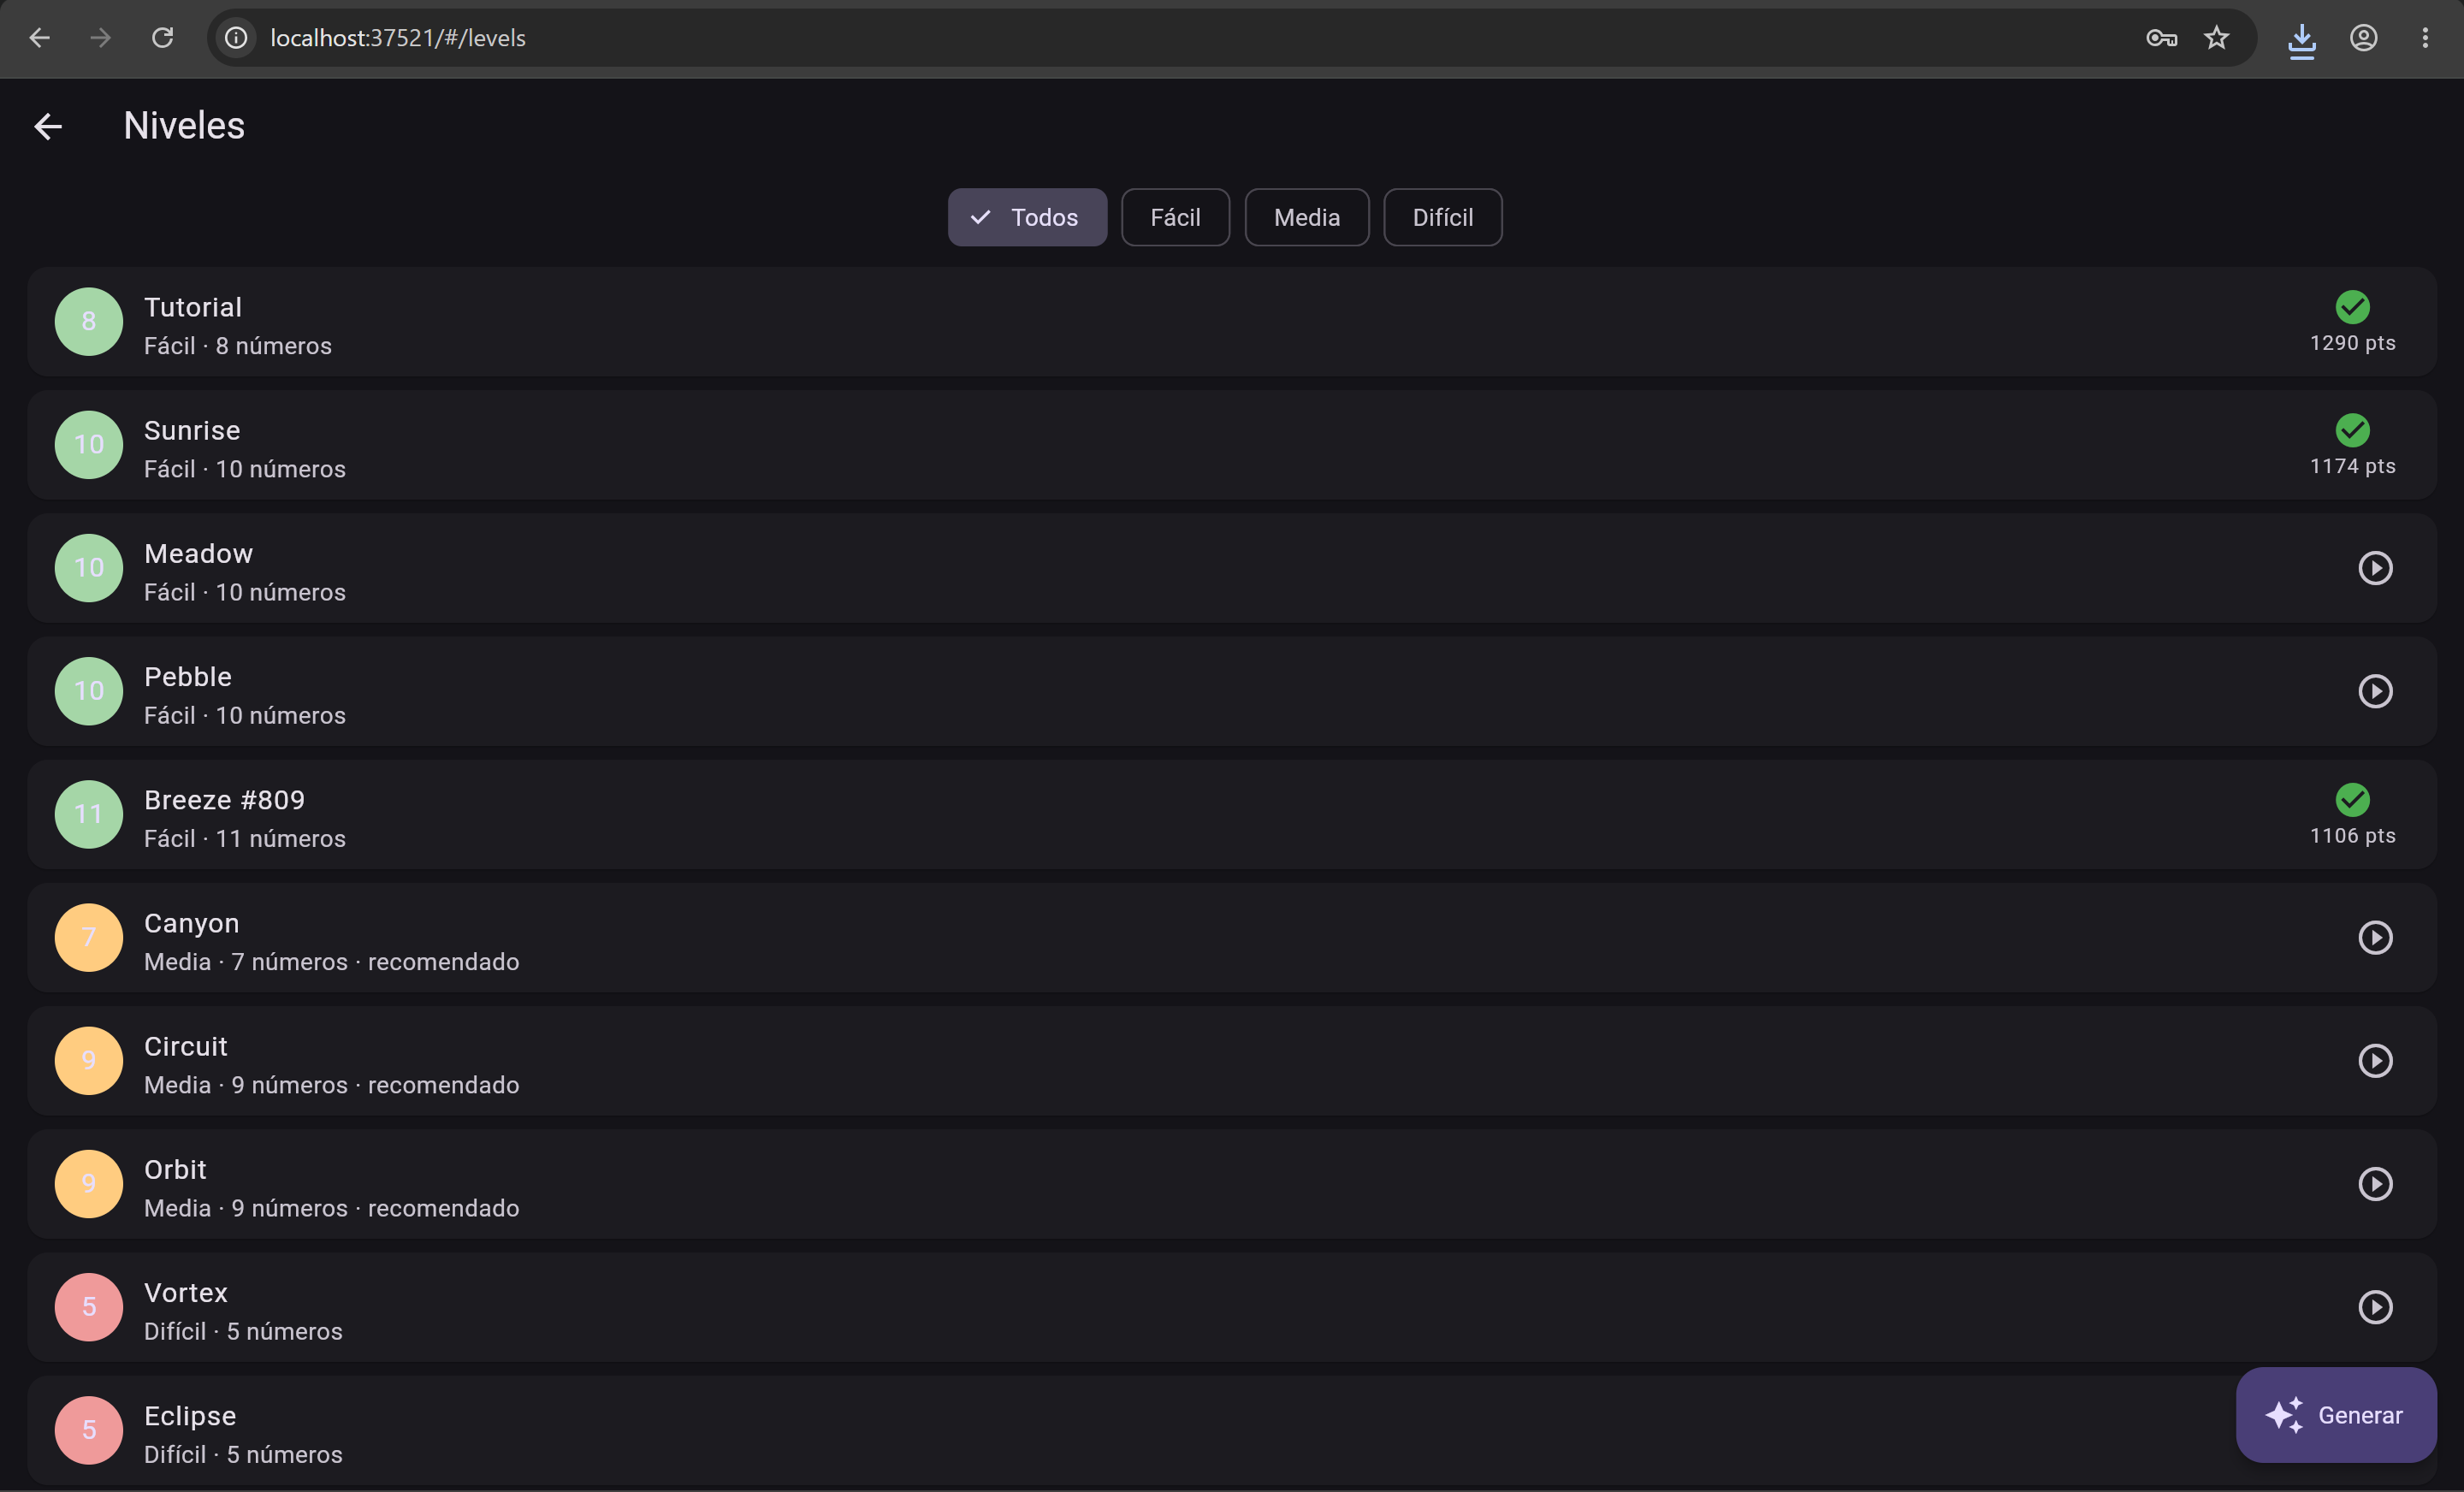 localhost:37521/#/levels
Niveles
Todos
Fácil
Media
Difícil
8
Tutorial
Fácil · 8 números
1290 pts
10
Sunrise
Fácil · 10 números
1174 pts
10
Meadow
Fácil · 10 números
10
Pebble
Fácil · 10 números
11
Breeze #809
Fácil · 11 números
1106 pts
7
Canyon
Media · 7 números · recomendado
9
Circuit
Media · 9 números · recomendado
9
Orbit
Media · 9 números · recomendado
5
Vortex
Difícil · 5 números
5
Eclipse
Difícil · 5 números
Generar